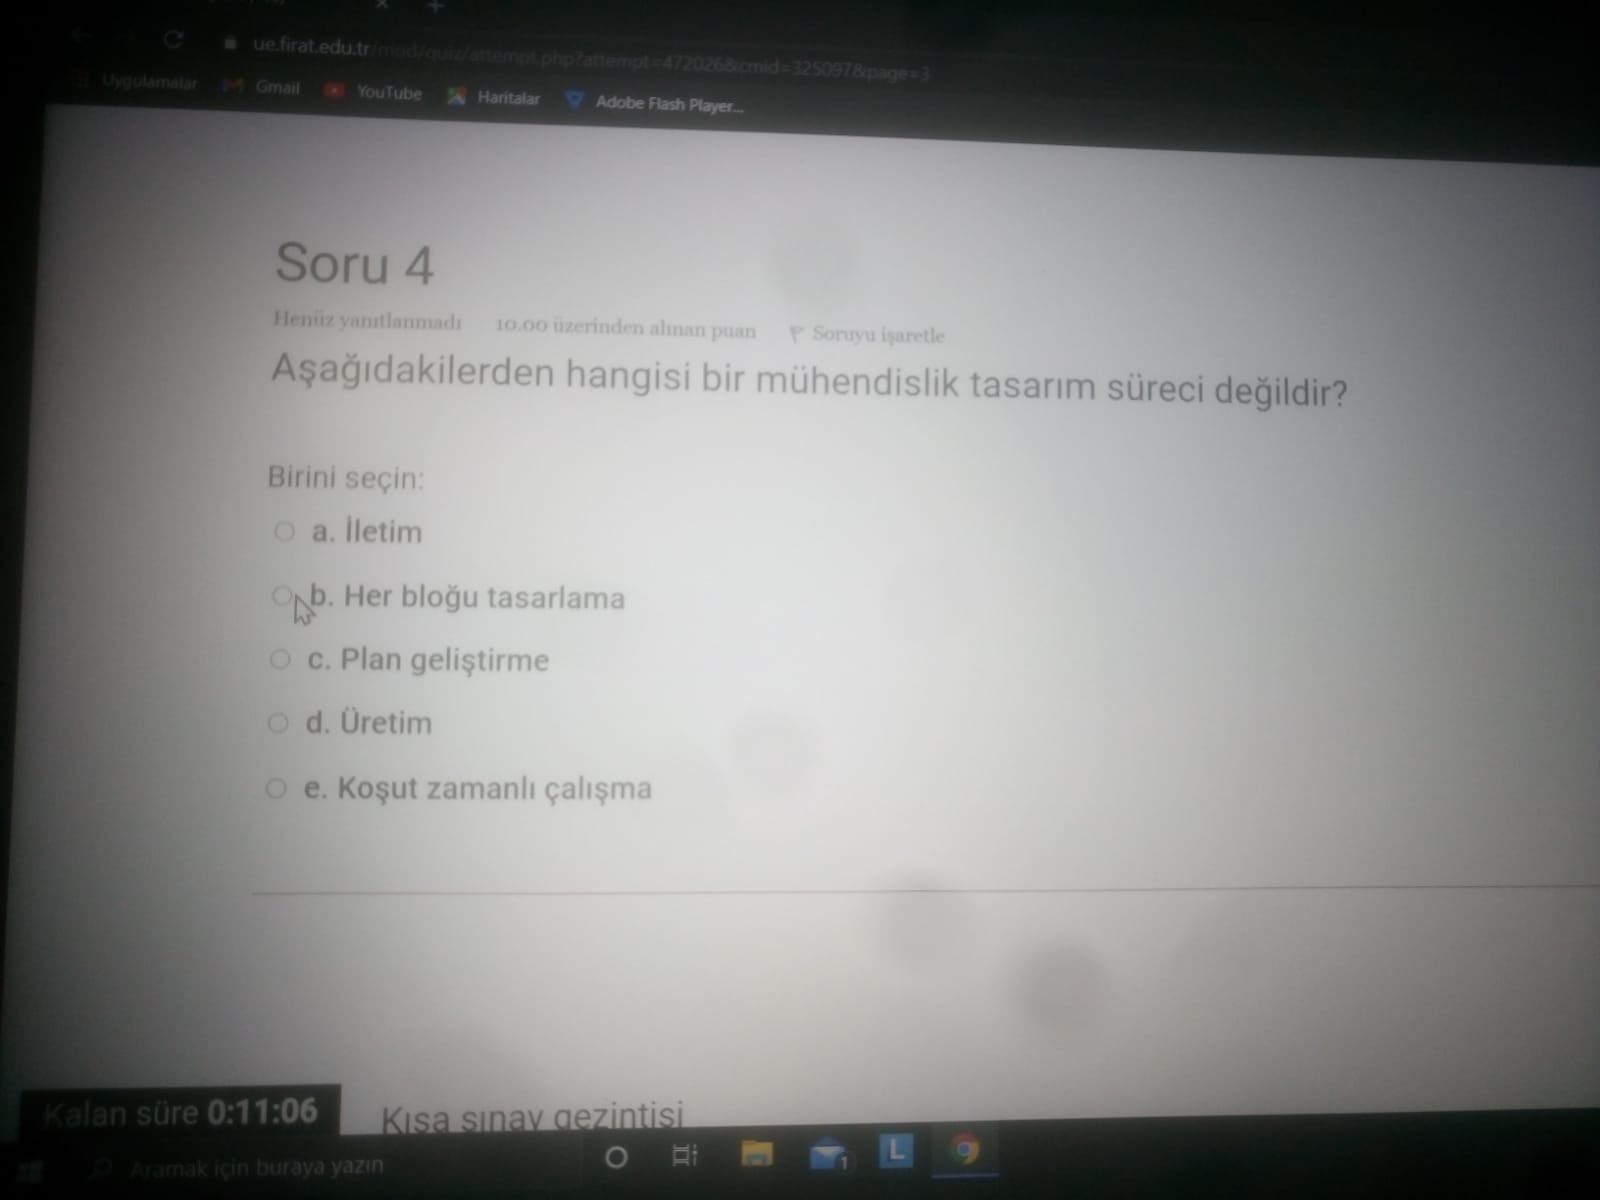 ue.firat.edu.tr/mod/quiz/attempt.php?attempt=472026&cmid=325097&page=3
Uygulamalar Gmail YouTube Haritalar Adobe Flash Player...
Soru 4
Henüz yanıtlanmadı 10.00 üzerinden alınan puan Soruyu işaretle
Aşağıdakilerden hangisi bir mühendislik tasarım süreci değildir?
Birini seçin:
a. İletim
b. Her bloğu tasarlama
c. Plan geliştirme
d. Üretim
e. Koşut zamanlı çalışma
Kalan süre 0:11:06
Kısa sınav gezintisi
Aramak için buraya yazın
L
1